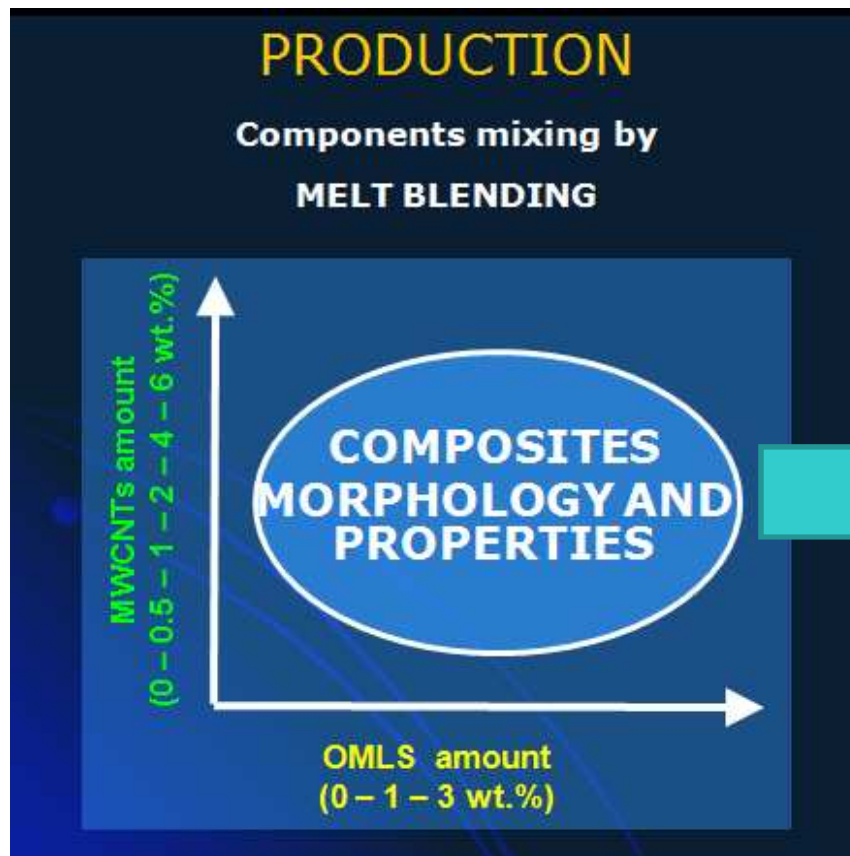 PRODUCTION
Components mixing by
MELT BLENDING
MWCNTs amount
(0 – 0.5 – 1 – 2 – 4 – 6 wt.%)
COMPOSITES
MORPHOLOGY AND
PROPERTIES
OMLS amount
(0 – 1 – 3 wt.%)